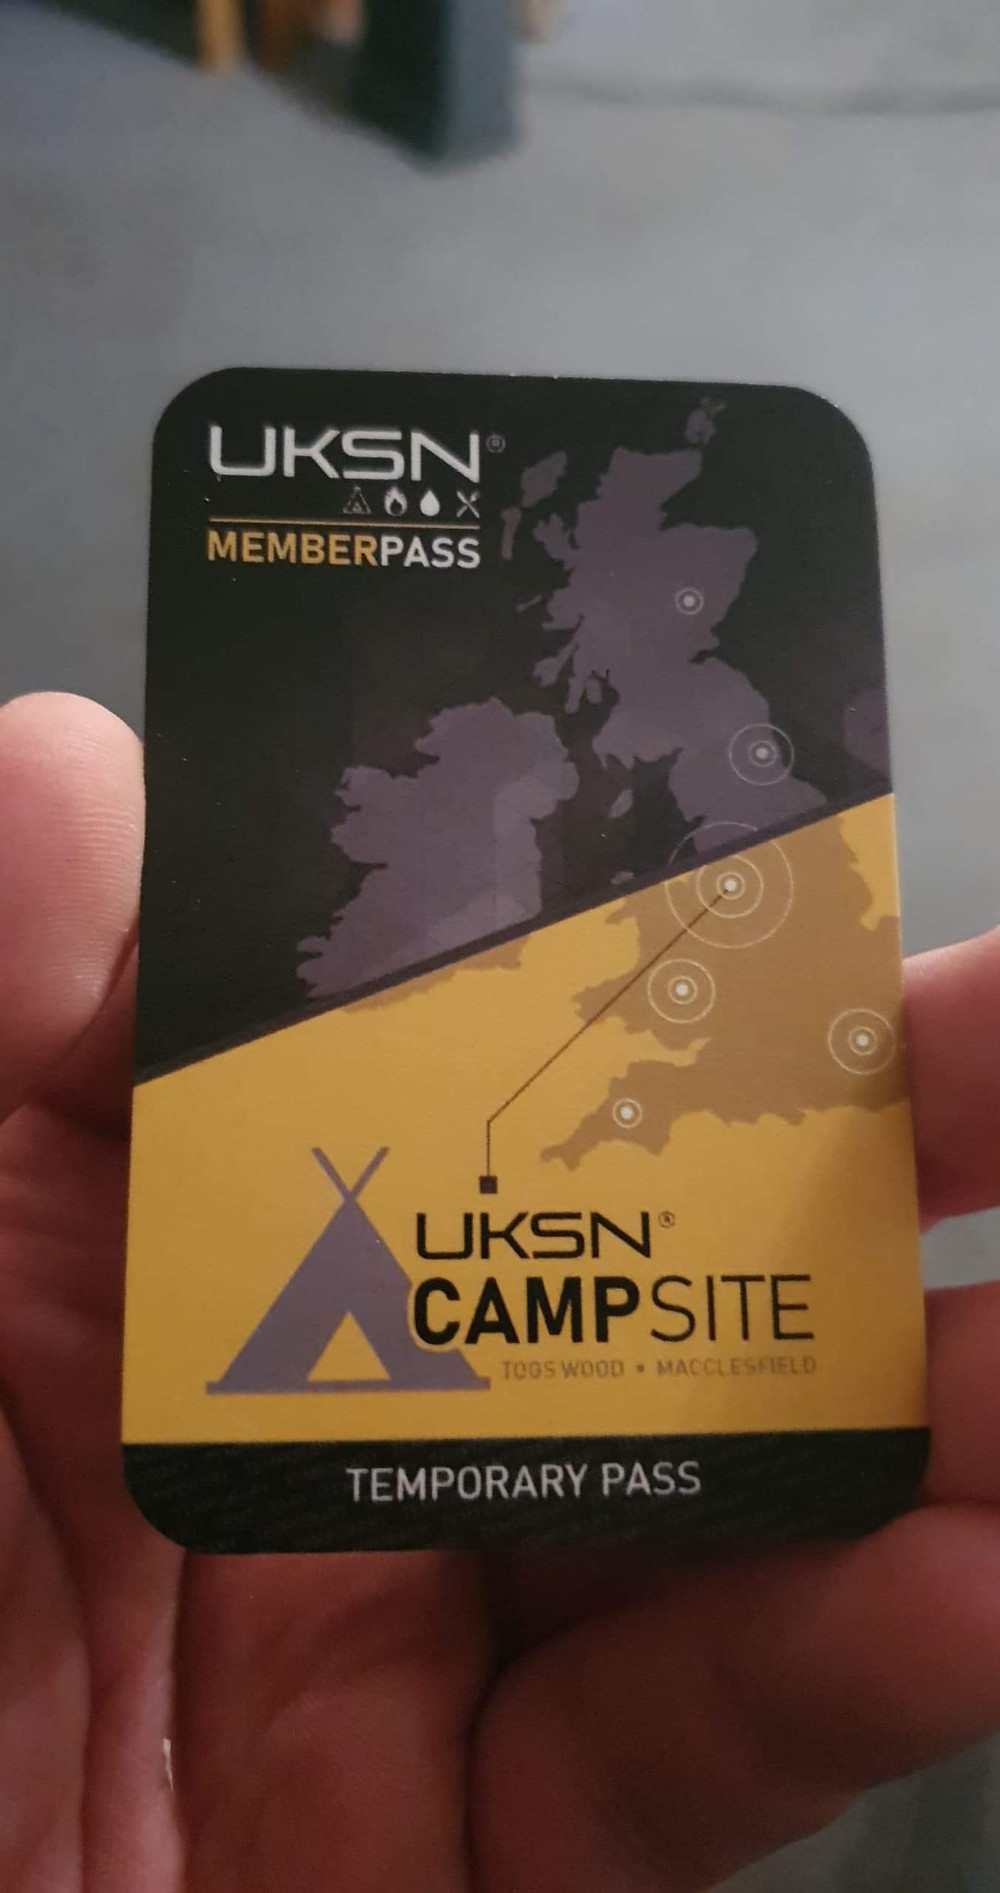 UKSN®
MEMBERPASS
UKSN®
CAMPSITE
TOGS WOOD • MACCLESFIELD
TEMPORARY PASS